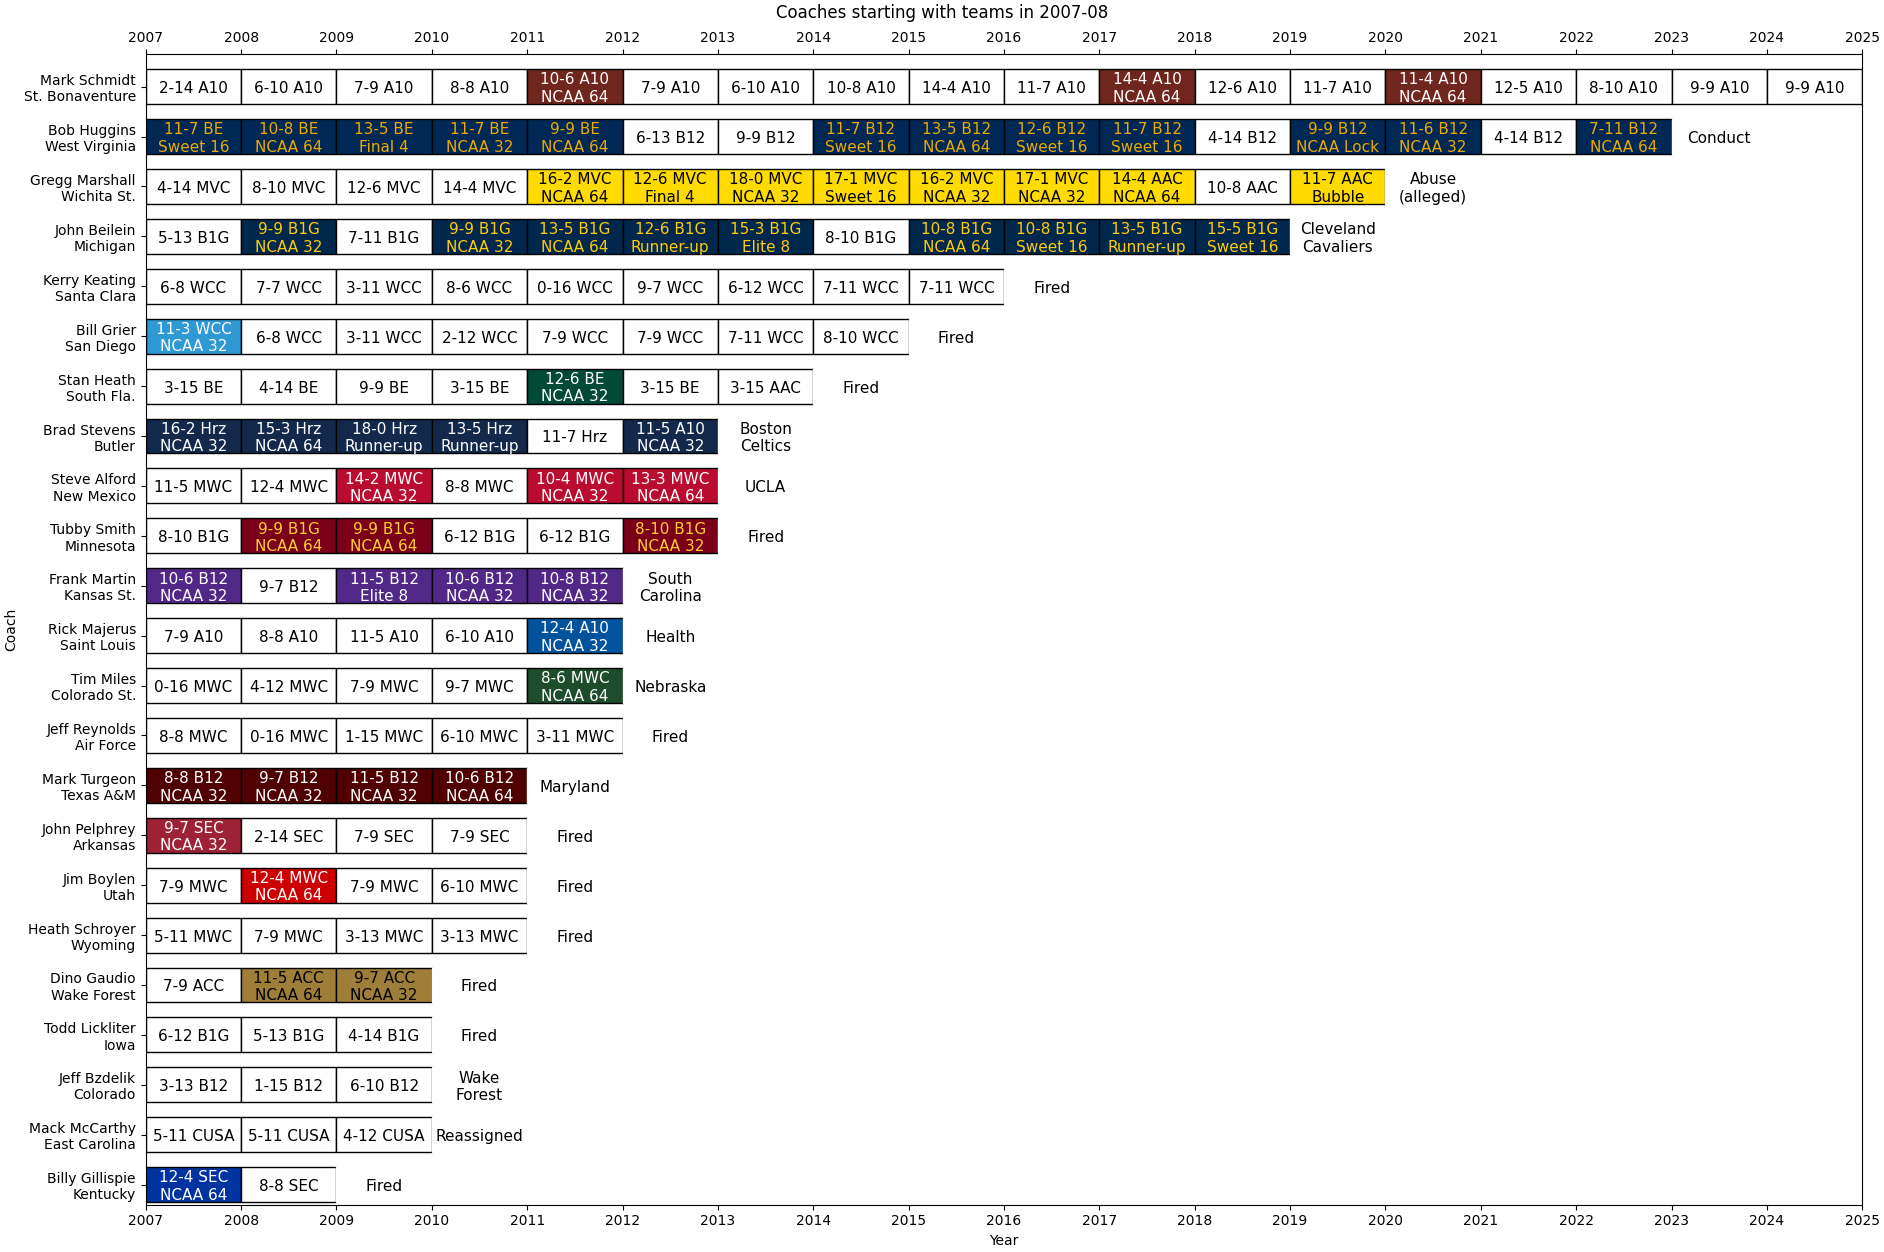 Coaches starting with teams in 2007-08
2007 2008 2009 2010 2011 2012 2013 2014 2015 2016 2017 2018 2019 2020 2021 2022 2023 2024 2025
Mark Schmidt
St. Bonaventure
2-14 A10
6-10 A10
7-9 A10
8-8 A10
10-6 A10
NCAA 64
7-9 A10
6-10 A10
10-8 A10
14-4 A10
11-7 A10
14-4 A10
NCAA 64
12-6 A10
11-7 A10
11-4 A10
NCAA 64
12-5 A10
8-10 A10
9-9 A10
9-9 A10
Bob Huggins
West Virginia
11-7 BE
Sweet 16
10-8 BE
NCAA 64
13-5 BE
Final 4
11-7 BE
NCAA 32
9-9 BE
NCAA 64
6-13 B12
9-9 B12
11-7 B12
Sweet 16
13-5 B12
NCAA 64
12-6 B12
Sweet 16
11-7 B12
Sweet 16
4-14 B12
9-9 B12
NCAA Lock
11-6 B12
NCAA 32
4-14 B12
7-11 B12
NCAA 64
Conduct
Gregg Marshall
Wichita St.
4-14 MVC
8-10 MVC
12-6 MVC
14-4 MVC
16-2 MVC
NCAA 64
12-6 MVC
Final 4
18-0 MVC
NCAA 32
17-1 MVC
Sweet 16
16-2 MVC
NCAA 32
17-1 MVC
NCAA 32
14-4 AAC
NCAA 64
10-8 AAC
11-7 AAC
Bubble
Abuse
(alleged)
John Beilein
Michigan
5-13 B1G
9-9 B1G
NCAA 32
7-11 B1G
9-9 B1G
NCAA 32
13-5 B1G
NCAA 64
12-6 B1G
Runner-up
15-3 B1G
Elite 8
8-10 B1G
10-8 B1G
NCAA 64
10-8 B1G
Sweet 16
13-5 B1G
Runner-up
15-5 B1G
Sweet 16
Cleveland
Cavaliers
Kerry Keating
Santa Clara
6-8 WCC
7-7 WCC
3-11 WCC
8-6 WCC
0-16 WCC
9-7 WCC
6-12 WCC
7-11 WCC
7-11 WCC
Fired
Bill Grier
San Diego
11-3 WCC
NCAA 32
6-8 WCC
3-11 WCC
2-12 WCC
7-9 WCC
7-9 WCC
7-11 WCC
8-10 WCC
Fired
Stan Heath
South Fla.
3-15 BE
4-14 BE
9-9 BE
3-15 BE
12-6 BE
NCAA 32
3-15 BE
3-15 AAC
Fired
Brad Stevens
Butler
16-2 Hrz
NCAA 32
15-3 Hrz
NCAA 64
18-0 Hrz
Runner-up
13-5 Hrz
Runner-up
11-7 Hrz
11-5 A10
NCAA 32
Boston
Celtics
Steve Alford
New Mexico
11-5 MWC
12-4 MWC
14-2 MWC
NCAA 32
8-8 MWC
10-4 MWC
NCAA 32
13-3 MWC
NCAA 64
UCLA
Tubby Smith
Minnesota
8-10 B1G
9-9 B1G
NCAA 64
9-9 B1G
NCAA 64
6-12 B1G
6-12 B1G
8-10 B1G
NCAA 32
Fired
Frank Martin
Kansas St.
10-6 B12
NCAA 32
9-7 B12
11-5 B12
Elite 8
10-6 B12
NCAA 32
10-8 B12
NCAA 32
South
Carolina
Rick Majerus
Saint Louis
7-9 A10
8-8 A10
11-5 A10
6-10 A10
12-4 A10
NCAA 32
Health
Tim Miles
Colorado St.
0-16 MWC
4-12 MWC
7-9 MWC
9-7 MWC
8-6 MWC
NCAA 64
Nebraska
Jeff Reynolds
Air Force
8-8 MWC
0-16 MWC
1-15 MWC
6-10 MWC
3-11 MWC
Fired
Mark Turgeon
Texas A&M
8-8 B12
NCAA 32
9-7 B12
NCAA 32
11-5 B12
NCAA 32
10-6 B12
NCAA 64
Maryland
John Pelphrey
Arkansas
9-7 SEC
NCAA 32
2-14 SEC
7-9 SEC
7-9 SEC
Fired
Jim Boylen
Utah
7-9 MWC
12-4 MWC
NCAA 64
7-9 MWC
6-10 MWC
Fired
Heath Schroyer
Wyoming
5-11 MWC
7-9 MWC
3-13 MWC
3-13 MWC
Fired
Dino Gaudio
Wake Forest
7-9 ACC
11-5 ACC
NCAA 64
9-7 ACC
NCAA 32
Fired
Todd Lickliter
Iowa
6-12 B1G
5-13 B1G
4-14 B1G
Fired
Jeff Bzdelik
Colorado
3-13 B12
1-15 B12
6-10 B12
Wake
Forest
Mack McCarthy
East Carolina
5-11 CUSA
5-11 CUSA
4-12 CUSA
Reassigned
Billy Gillispie
Kentucky
12-4 SEC
NCAA 64
8-8 SEC
Fired
Coach
2007 2008 2009 2010 2011 2012 2013 2014 2015 2016 2017 2018 2019 2020 2021 2022 2023 2024 2025
Year